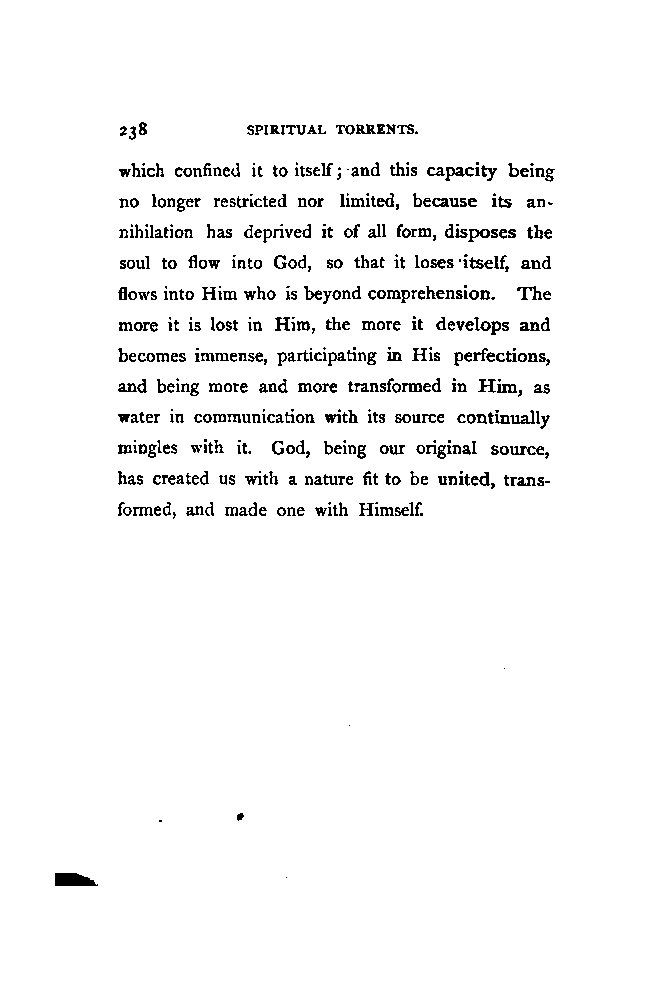 238 SPIRITUAL TORRENTS.
which confined it to itself; and this capacity being
no longer restricted nor limited, because its an-
nihilation has deprived it of all form, disposes the
soul to flow into God, so that it loses itself, and
flows into Him who is beyond comprehension. The
more it is lost in Him, the more it develops and
becomes immense, participating in His perfections,
and being more and more transformed in Him, as
water in communication with its source continually
mingles with it. God, being our original source,
has created us with a nature fit to be united, trans-
formed, and made one with Himself.